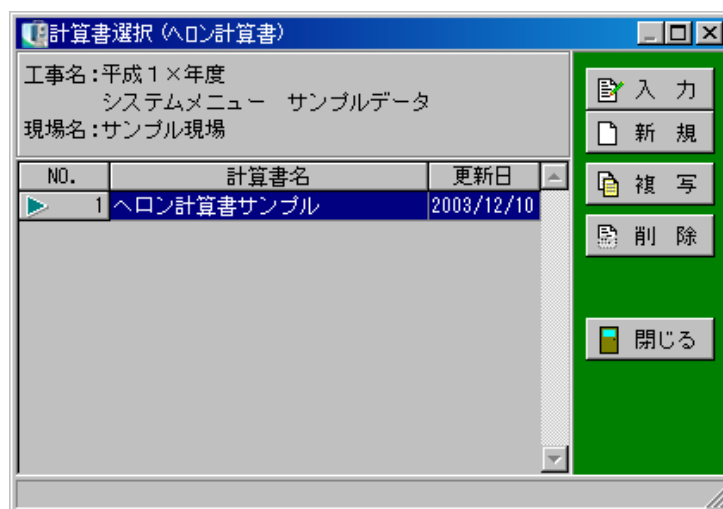 計算書選択 (ヘロン計算書)
工事名:平成1×年度
システムメニュー サンプルデータ
現場名:サンプル現場
NO. 計算書名 更新日
1 ヘロン計算書サンプル 2003/12/10
入 力
新 規
複 写
削 除
閉じる